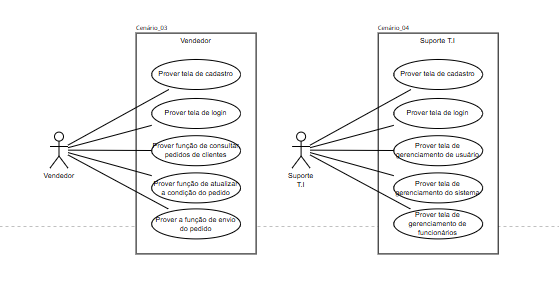 Cenário_03
Vendedor
Prover tela de cadastro
Prover tela de login
Prover função de consultar
pedidos de clientes
Prover função de atualizar
a condição do pedido
Prover a função de envio
do pedido
Vendedor
Cenário_04
Suporte T.I
Prover tela de cadastro
Prover tela de login
Prover tela de
gerenciamento de usuário
Prover tela de
gerenciamento do sistema
Prover tela de
gerenciamento de
funcionários
Suporte
T.I